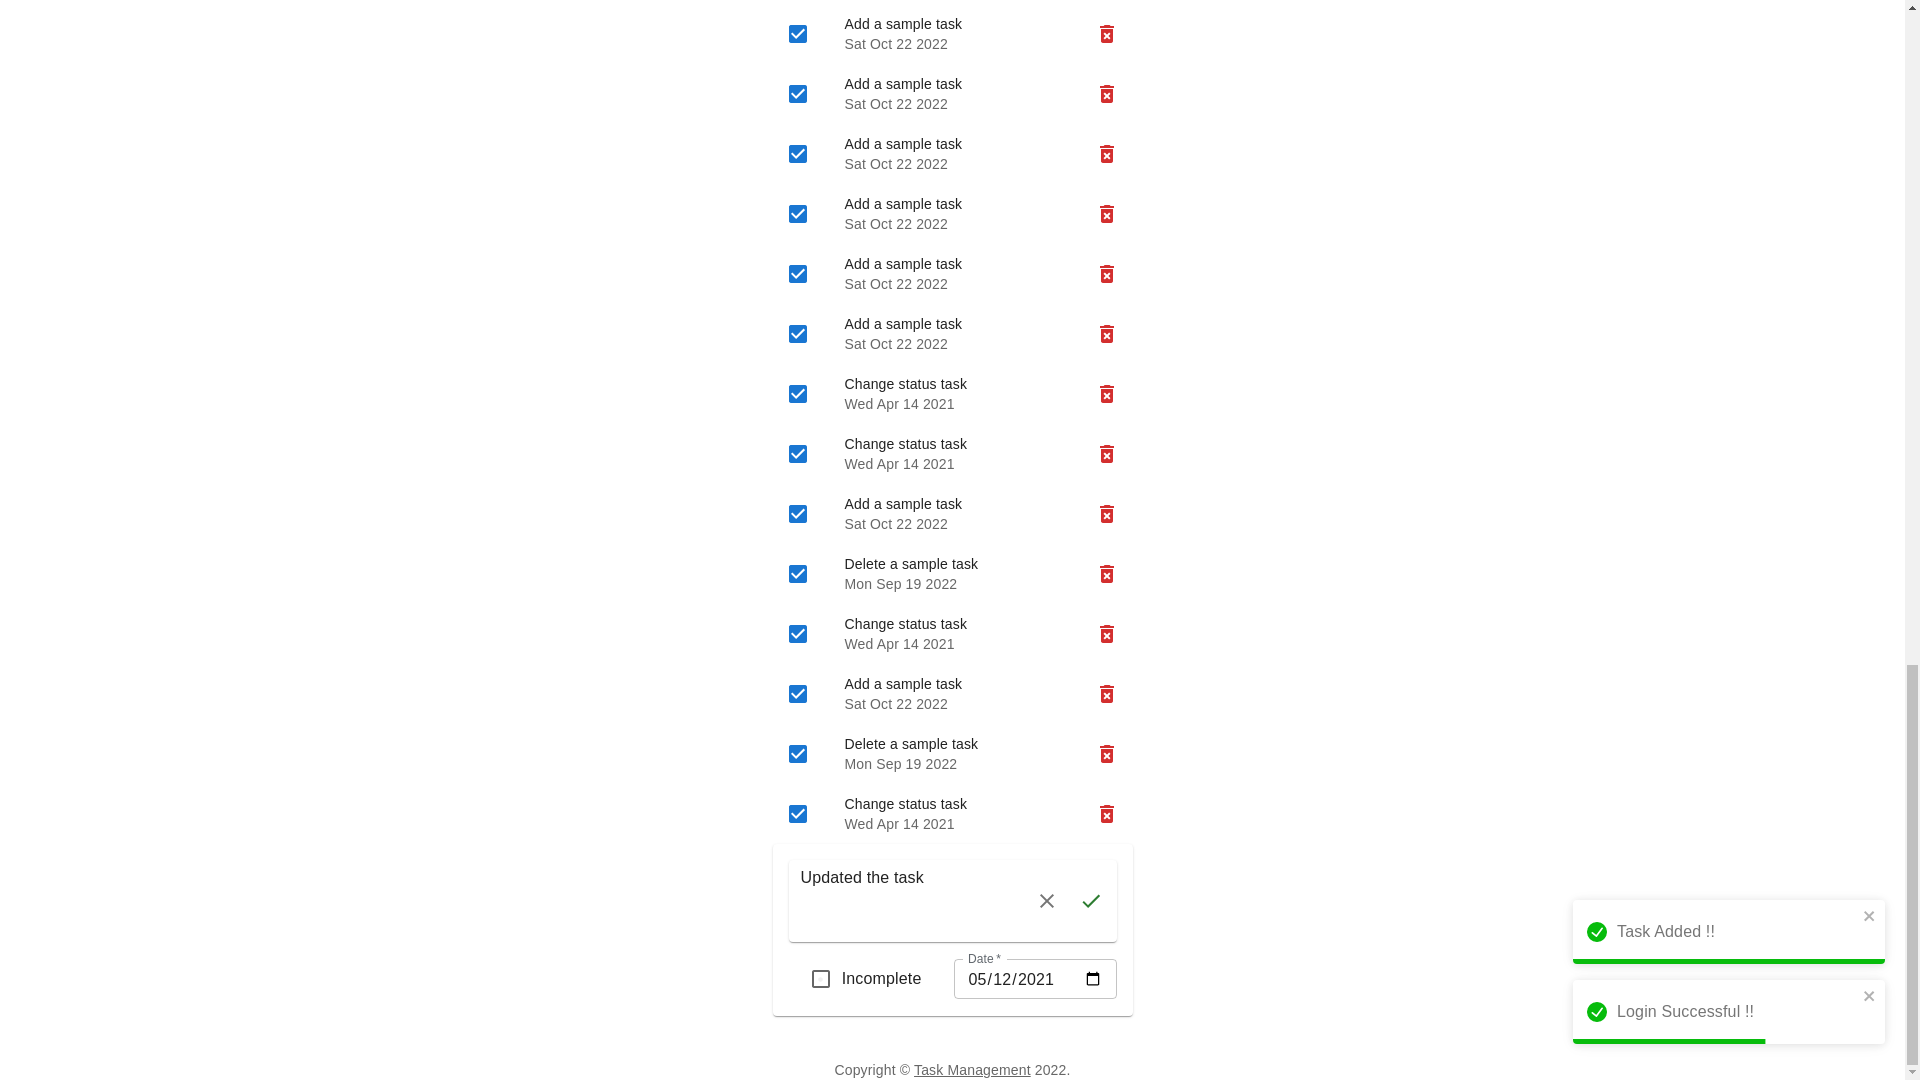 Add a sample task
Sat Oct 22 2022
Add a sample task
Sat Oct 22 2022
Add a sample task
Sat Oct 22 2022
Add a sample task
Sat Oct 22 2022
Add a sample task
Sat Oct 22 2022
Add a sample task
Sat Oct 22 2022
Change status task
Wed Apr 14 2021
Change status task
Wed Apr 14 2021
Add a sample task
Sat Oct 22 2022
Delete a sample task
Mon Sep 19 2022
Change status task
Wed Apr 14 2021
Add a sample task
Sat Oct 22 2022
Delete a sample task
Mon Sep 19 2022
Change status task
Wed Apr 14 2021
Updated the task
Incomplete
Date *
05/12/2021
Task Added !!
Login Successful !!
Copyright © Task Management 2022.